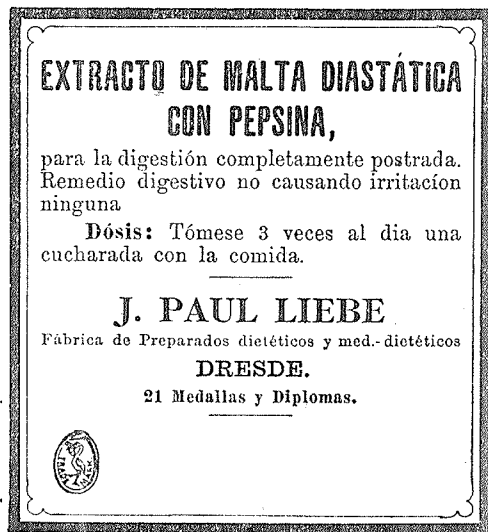 EXTRACTO DE MALTA DIASTÁTICA
CON PEPSINA,
para la digestión completamente postrada.
Remedio digestivo no causando irritacíon
ninguna
Dósis: Tómese 3 veces al dia una
cucharada con la comida.
J. PAUL LIEBE
Fábrica de Preparados dietéticos y med.-dietéticos
DRESDE.
21 Medallas y Diplomas.
TRADE MARK